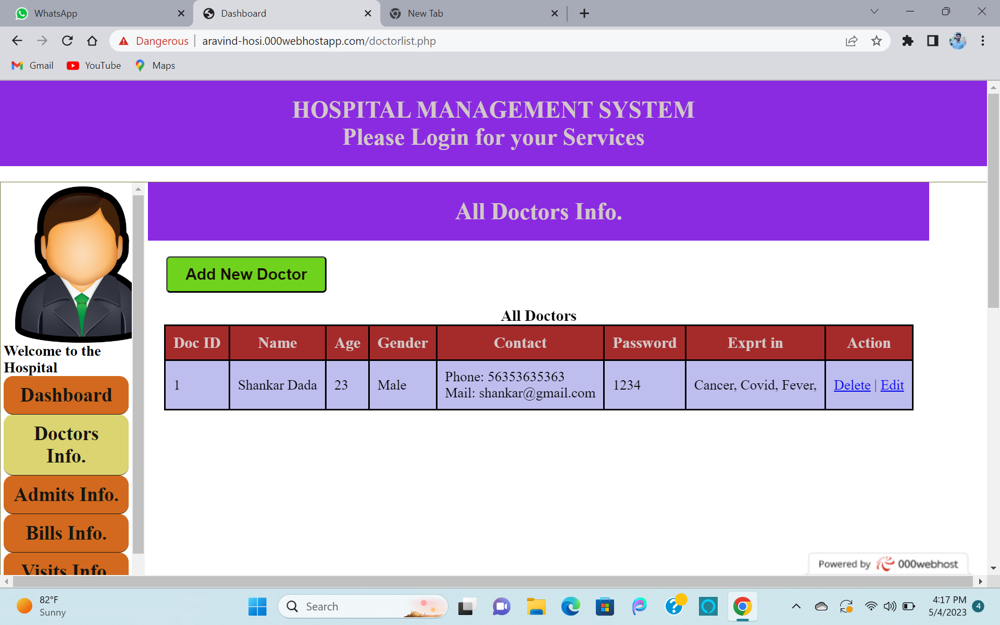 WhatsApp
Dashboard
New Tab
Dangerous
aravind-hosi.000webhostapp.com/doctorlist.php
Gmail
YouTube
Maps
HOSPITAL MANAGEMENT SYSTEM
Please Login for your Services
Welcome to the
Hospital
Dashboard
Doctors
Info.
Admits Info.
Bills Info.
Visits Info
All Doctors Info.
Add New Doctor
All Doctors
Doc ID Name Age Gender Contact Password Exprt in Action
1 Shankar Dada 23 Male Phone: 56353635363 Mail: shankar@gmail.com 1234 Cancer, Covid, Fever, Delete | Edit
Powered by 000webhost
82°F
Sunny
Search
4:17 PM
5/4/2023
4